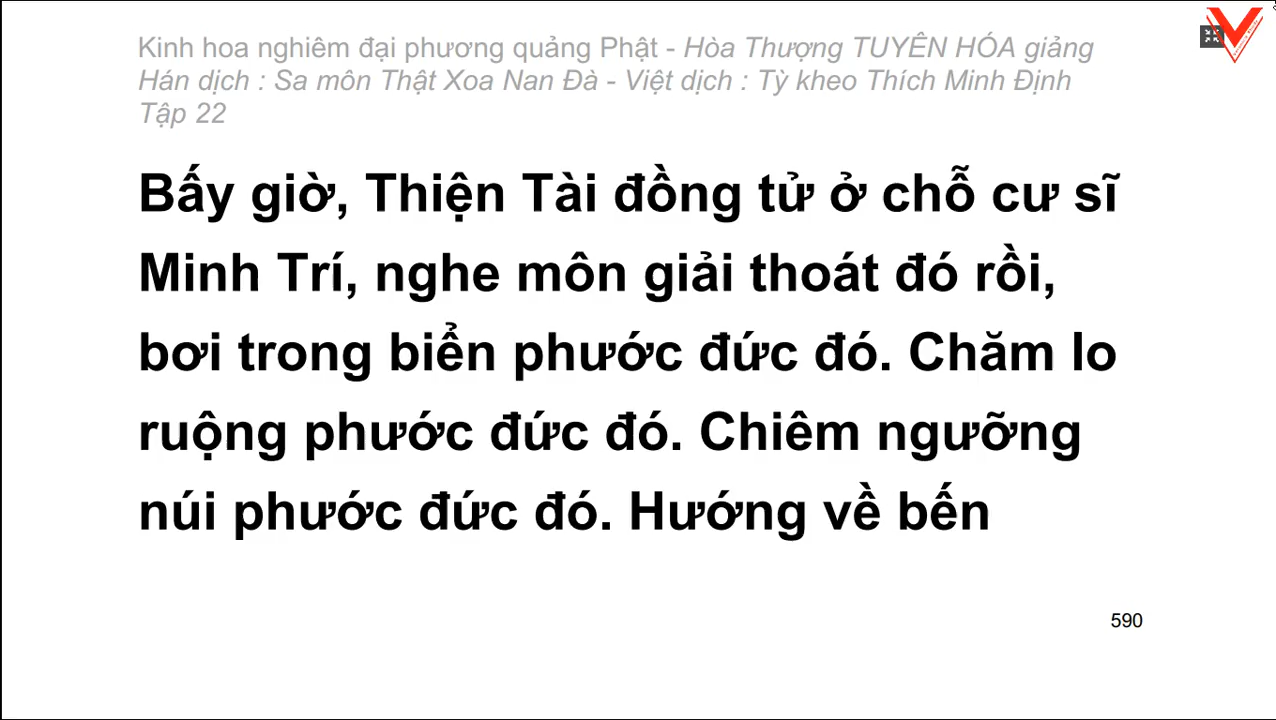 Kinh hoa nghiêm đại phương quảng Phật - Hòa Thượng TUYÊN HÓA giảng
Hán dịch : Sa môn Thật Xoa Nan Đà - Việt dịch : Tỳ kheo Thích Minh Định
Tập 22
Bấy giờ, Thiện Tài đồng tử ở chỗ cư sĩ
Minh Trí, nghe môn giải thoát đó rồi,
bơi trong biển phước đức đó. Chăm lo
ruộng phước đức đó. Chiêm ngưỡng
núi phước đức đó. Hướng về bến
590